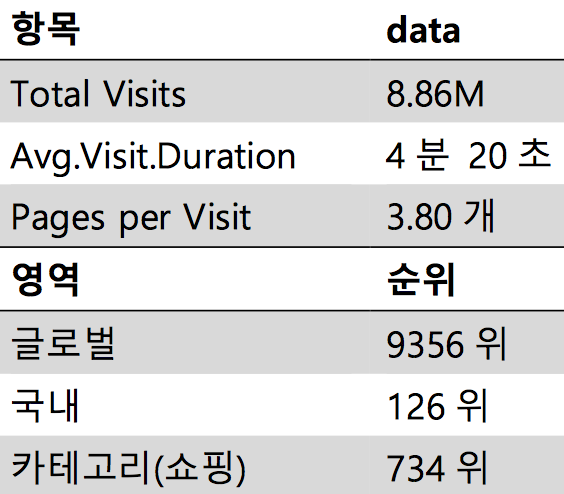 항목 data
Total Visits 8.86M
Avg.Visit.Duration 4 분 20 초
Pages per Visit 3.80 개
영역 순위
글로벌 9356 위
국내 126 위
카테고리(쇼핑) 734 위